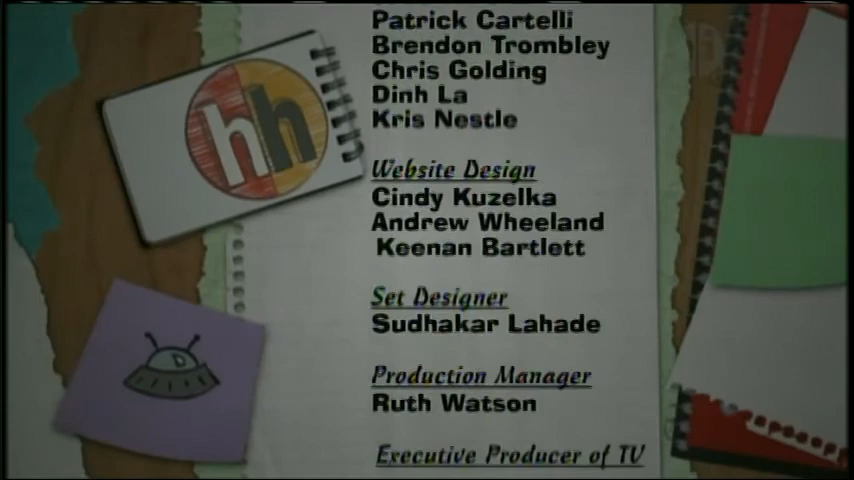 Patrick Cartelli
Brendon Trombley
Chris Golding
Dinh La
Kris Nestle
hh
Website Design
Cindy Kuzelka
Andrew Wheeland
Keenan Bartlett
Set Designer
Sudhakar Lahade
Production Manager
Ruth Watson
Executive Producer of TV